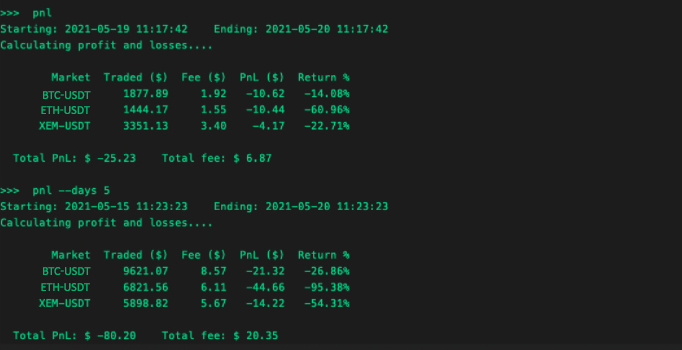 >>>  pnl
Starting: 2021-05-19 11:17:42    Ending: 2021-05-20 11:17:42
Calculating profit and losses....
Market  Traded ($)  Fee ($)  PnL ($)  Return %
BTC-USDT  1877.89  1.92  -10.62  -14.08%
ETH-USDT  1444.17  1.55  -10.44  -60.96%
XEM-USDT  3351.13  3.40  -4.17  -22.71%
Total PnL: $ -25.23    Total fee: $ 6.87
>>>  pnl --days 5
Starting: 2021-05-15 11:23:23    Ending: 2021-05-20 11:23:23
Calculating profit and losses....
Market  Traded ($)  Fee ($)  PnL ($)  Return %
BTC-USDT  9621.07  8.57  -21.32  -26.86%
ETH-USDT  6821.56  6.11  -44.66  -95.38%
XEM-USDT  5898.82  5.67  -14.22  -54.31%
Total PnL: $ -80.20    Total fee: $ 20.35